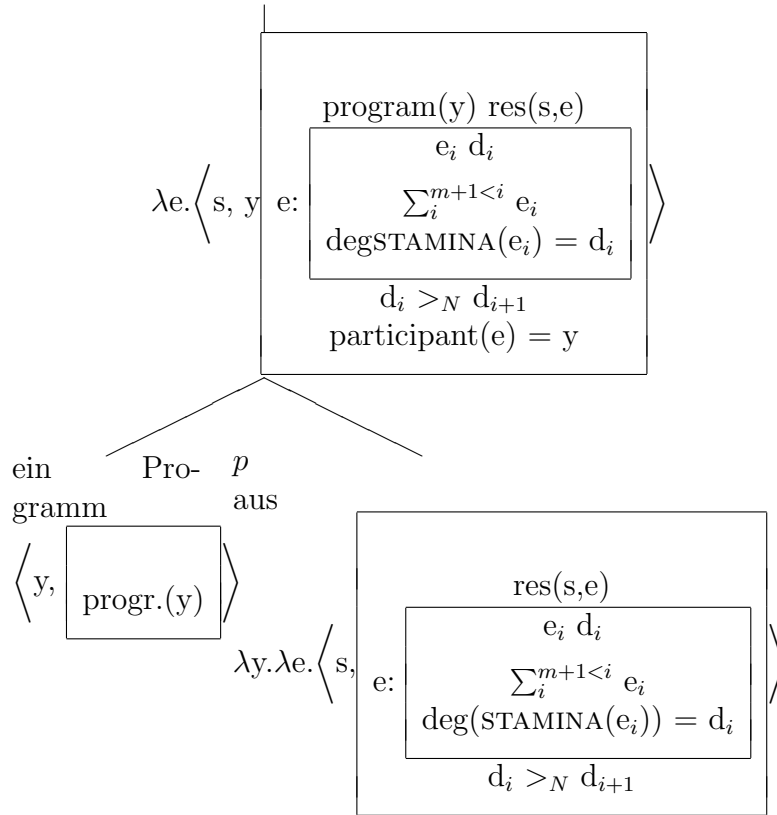 program(y) res(s,e)
e_i d_i
λe.⟨s, y e: ∑_i^{m+1<i} e_i
degSTAMINA(e_i) = d_i ⟩
d_i >_N d_{i+1}
participant(e) = y
ein Pro-
gramm
p
aus
⟨y, progr.(y)⟩
res(s,e)
e_i d_i
λy.λe.⟨s, e: ∑_i^{m+1<i} e_i ⟩
deg(STAMINA(e_i)) = d_i
d_i >_N d_{i+1}